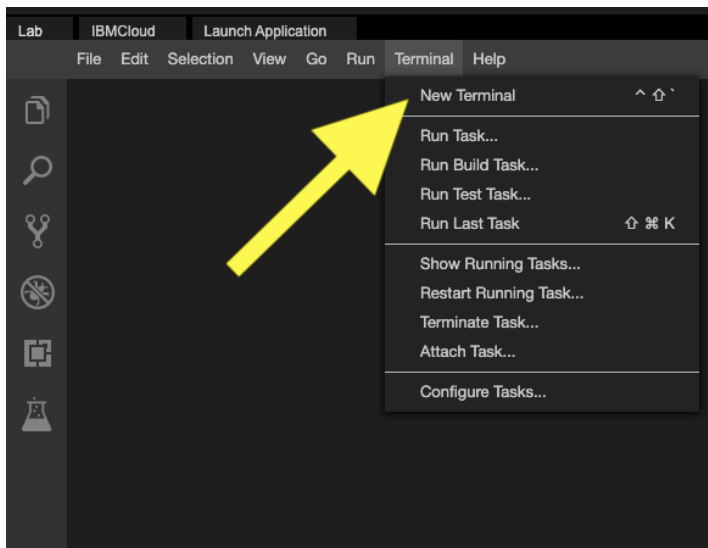 Lab IBMCloud Launch Application
File Edit Selection View Go Run Terminal Help
New Terminal ^ ⇧ `
Run Task...
Run Build Task...
Run Test Task...
Run Last Task ⇧ ⌘ K
Show Running Tasks...
Restart Running Task...
Terminate Task...
Attach Task...
Configure Tasks...